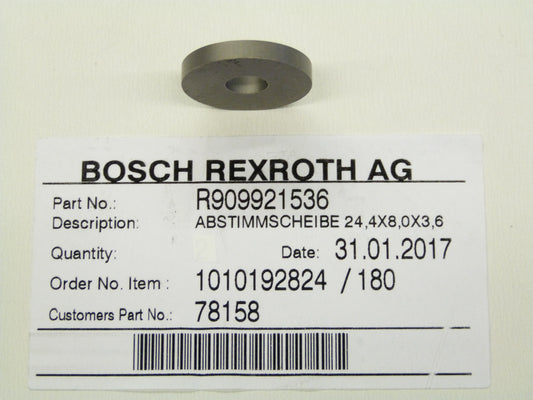 BOSCH REXROTH AG
Part No.: R909921536
Description: ABSTIMMSCHEIBE 24,4X8,0X3,6
Quantity: Date: 31.01.2017
Order No. Item : 1010192824 / 180
Customers Part No.: 78158